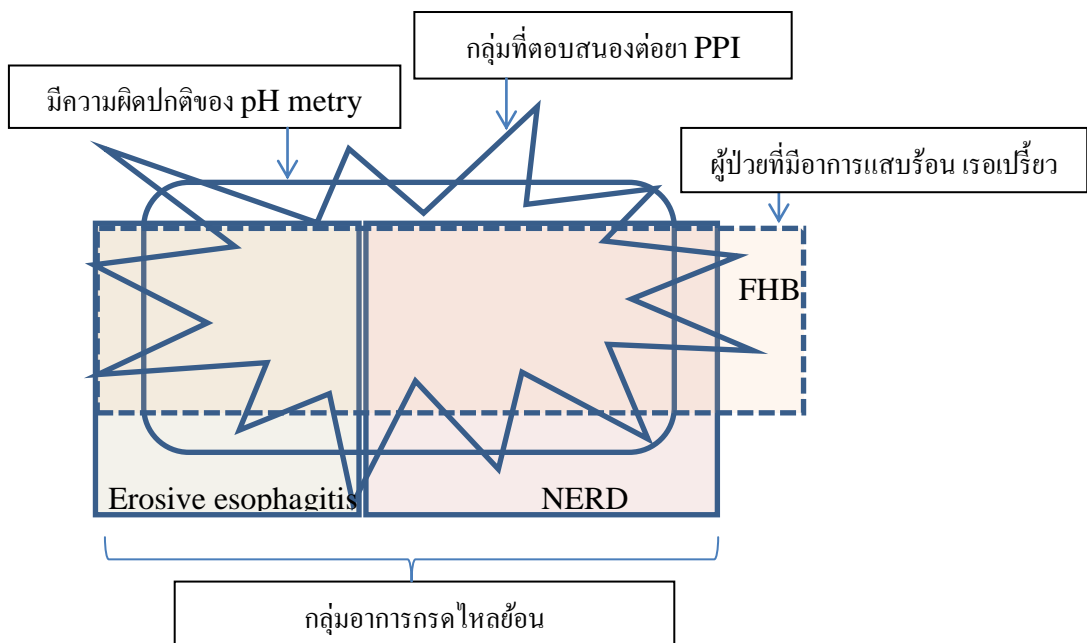 กลุ่มที่ตอบสนองต่อยา PPI
มีความผิดปกติของ pH metry
ผู้ป่วยที่มีอาการแสบร้อน เรอเปรี้ยว
FHB
Erosive esophagitis
NERD
กลุ่มอาการกรดไหลย้อน